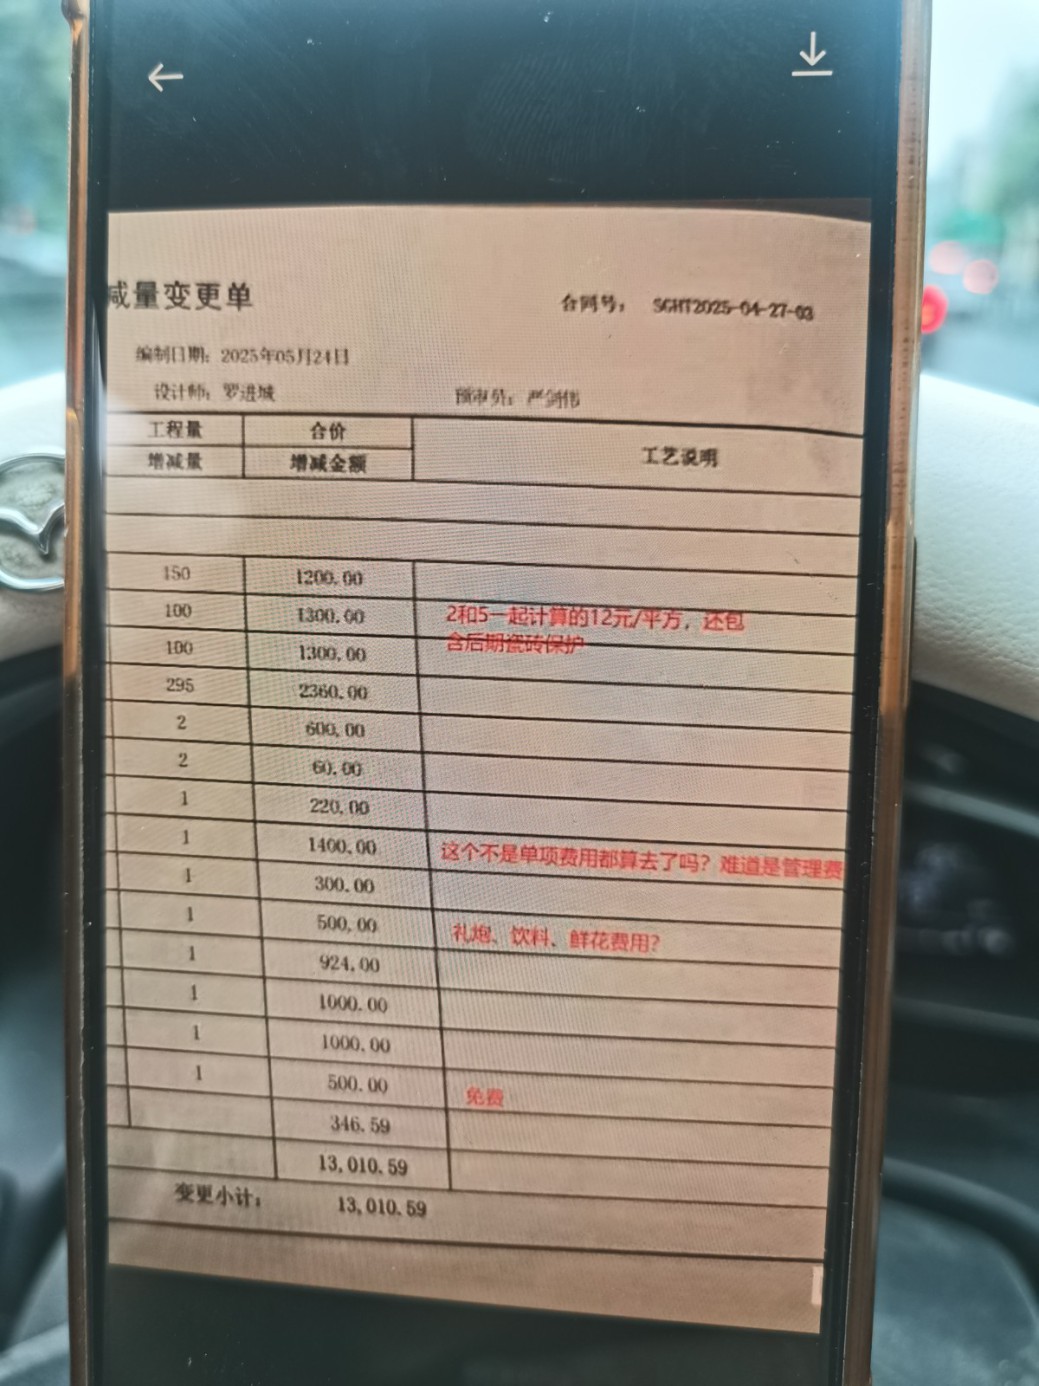 减量变更单
合同号: SGHT2025-04-27-03
编制日期: 2025年05月24日
设计师: 罗进城
预审员: 严剑伟
工程量 合价 工艺说明
增减量 增减金额
150 1200.00
100 1300.00 2和5一起计算的12元/平方，还包
100 1300.00 含后期瓷砖保护
295 2360.00
2 600.00
2 60.00
1 220.00
1 1400.00 这个不是单项费用都算去了吗？难道是管理费
1 300.00
1 500.00 礼炮、饮料、鲜花费用？
1 924.00
1 1000.00
1 1000.00
1 500.00 免费
346.59
13,010.59
变更小计: 13,010.59